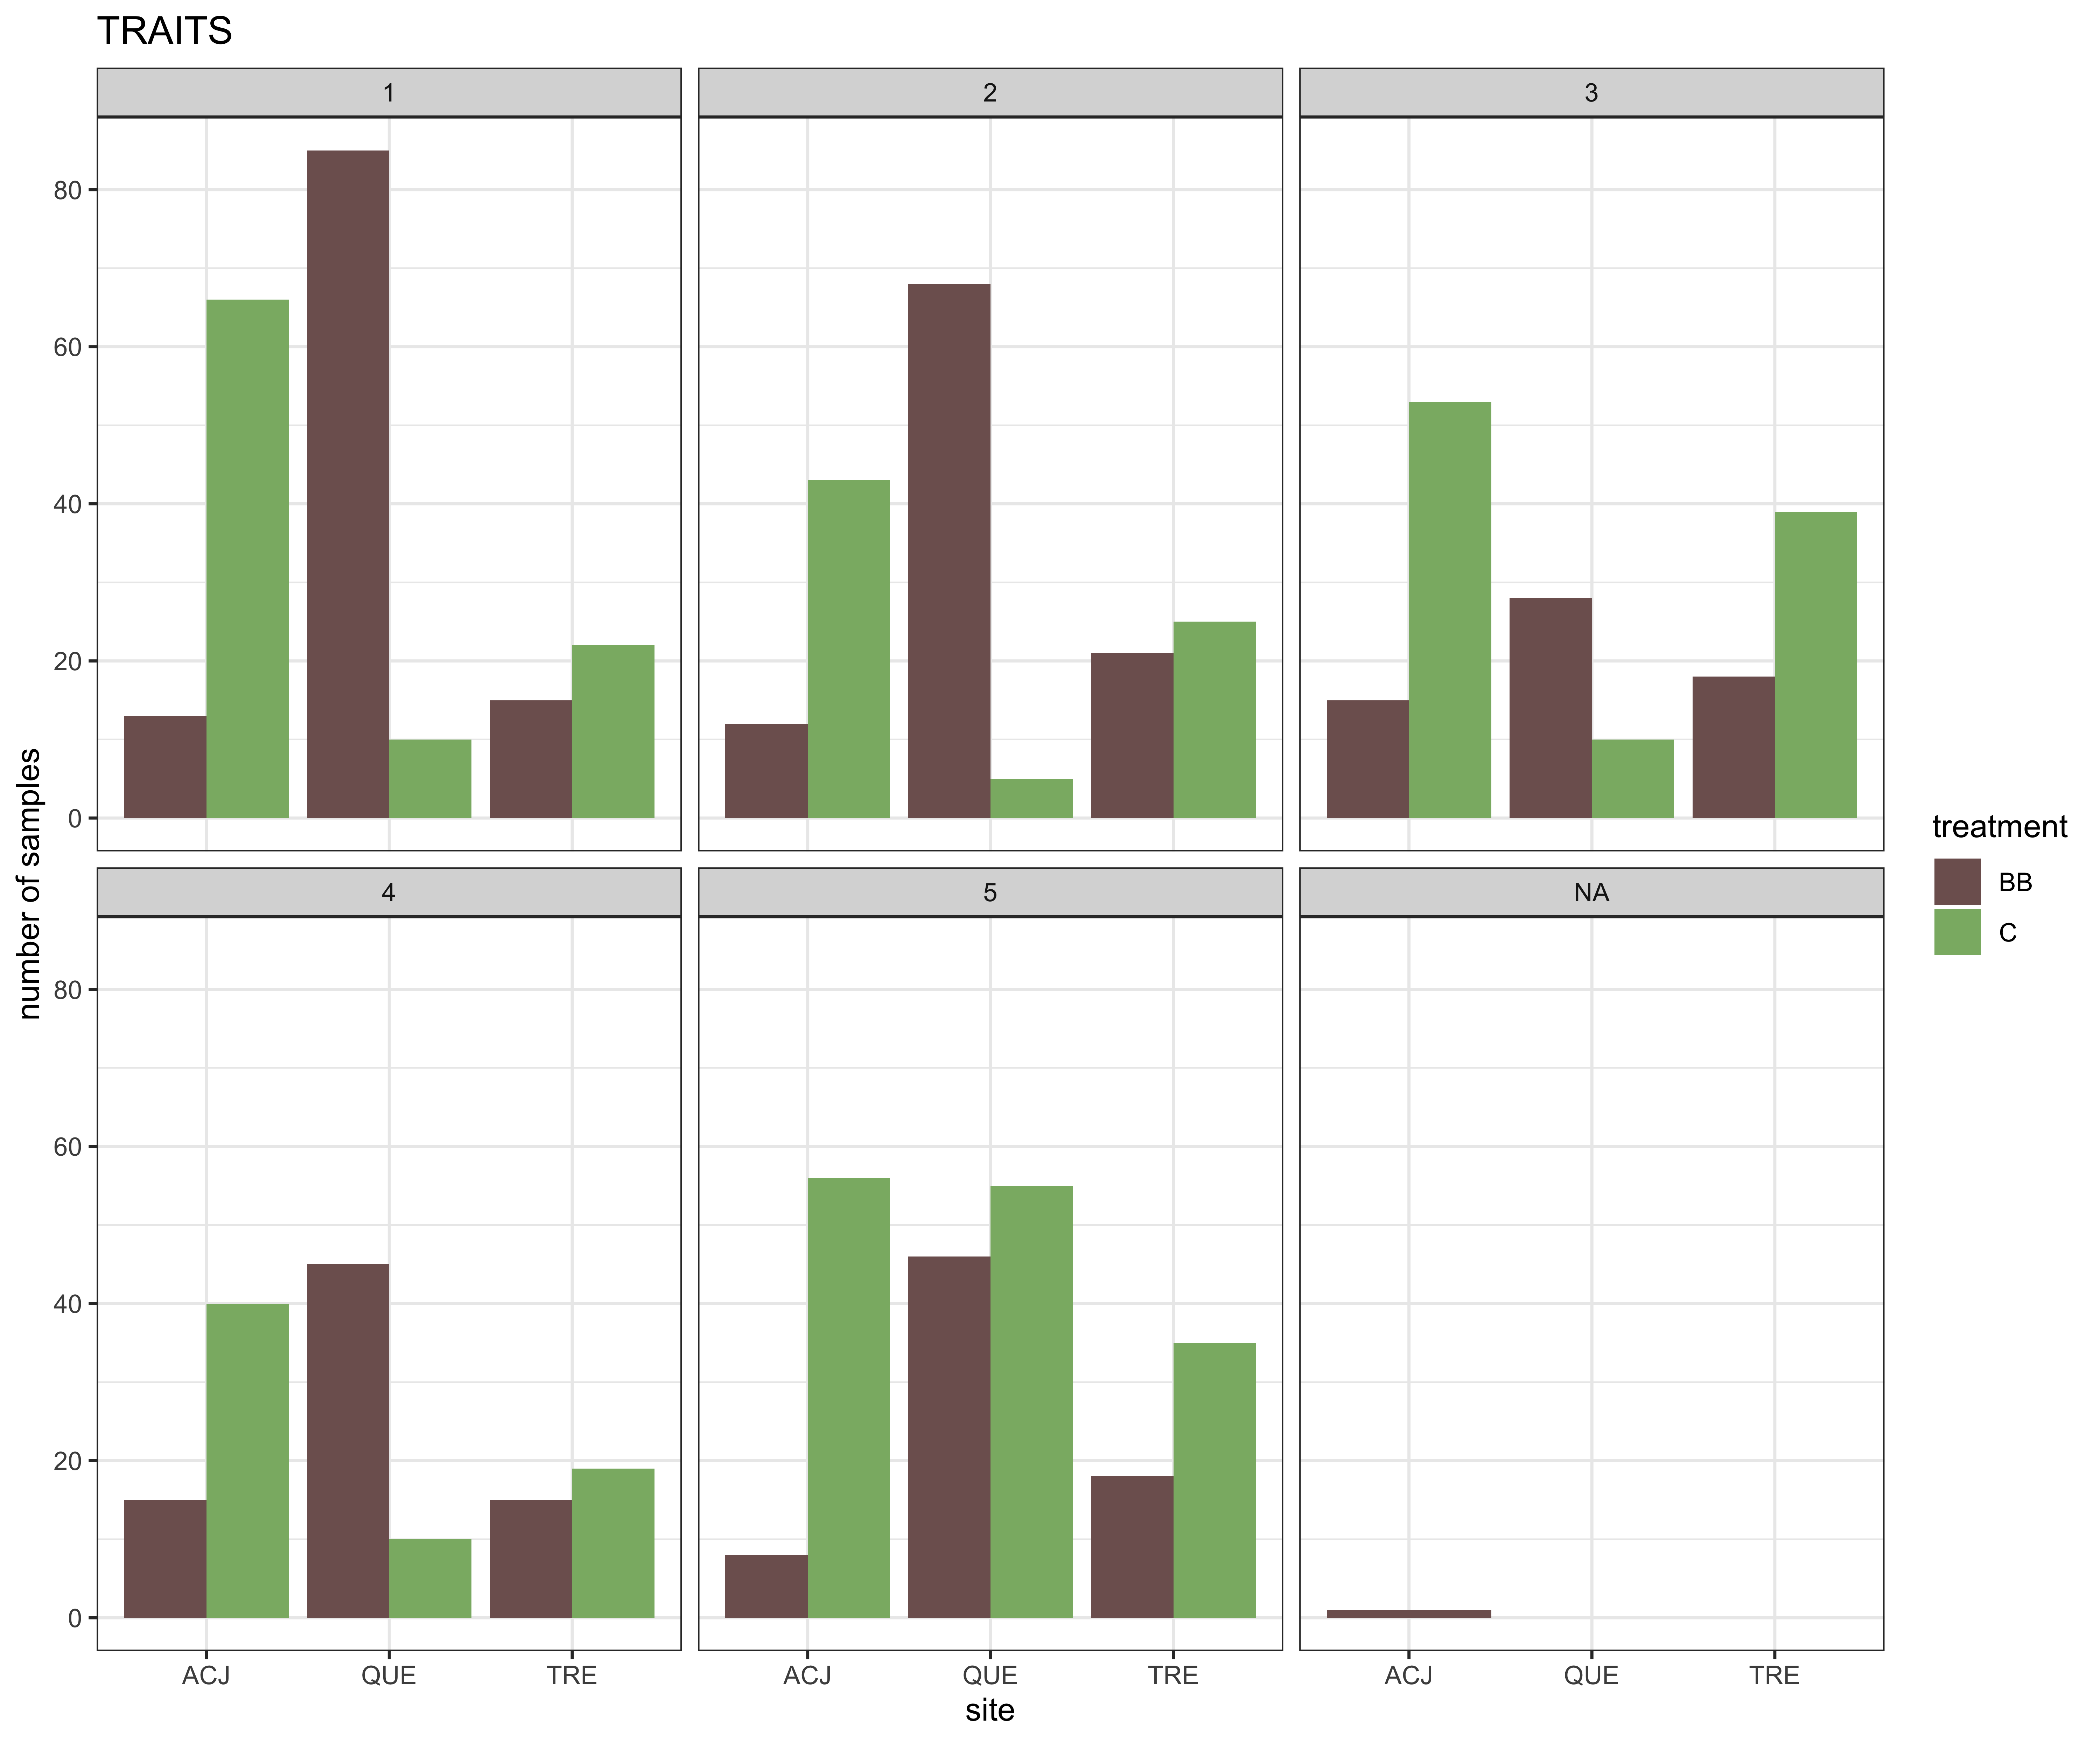 TRAITS
1
2
3
80
60
40
20
0
4
5
NA
80
60
40
20
0
ACJ
QUE
TRE
ACJ
QUE
TRE
ACJ
QUE
TRE
site
number of samples
treatment
BB
C